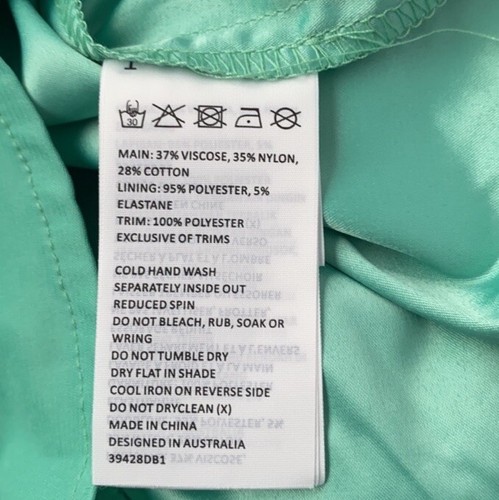 30
MAIN: 37% VISCOSE, 35% NYLON,
28% COTTON
LINING: 95% POLYESTER, 5%
ELASTANE
TRIM: 100% POLYESTER
EXCLUSIVE OF TRIMS
COLD HAND WASH
SEPARATELY INSIDE OUT
REDUCED SPIN
DO NOT BLEACH, RUB, SOAK OR
WRING
DO NOT TUMBLE DRY
DRY FLAT IN SHADE
COOL IRON ON REVERSE SIDE
DO NOT DRYCLEAN (X)
MADE IN CHINA
DESIGNED IN AUSTRALIA
39428DB1